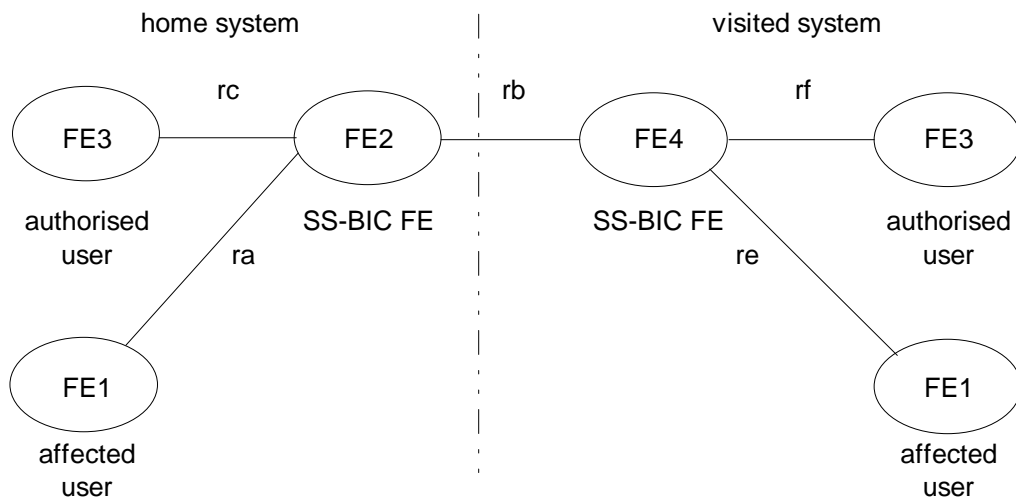 home system
visited system
rc
rb
rf
FE3
FE2
FE4
FE3
authorised
user
SS-BIC FE
SS-BIC FE
authorised
user
ra
re
FE1
FE1
affected
user
affected
user